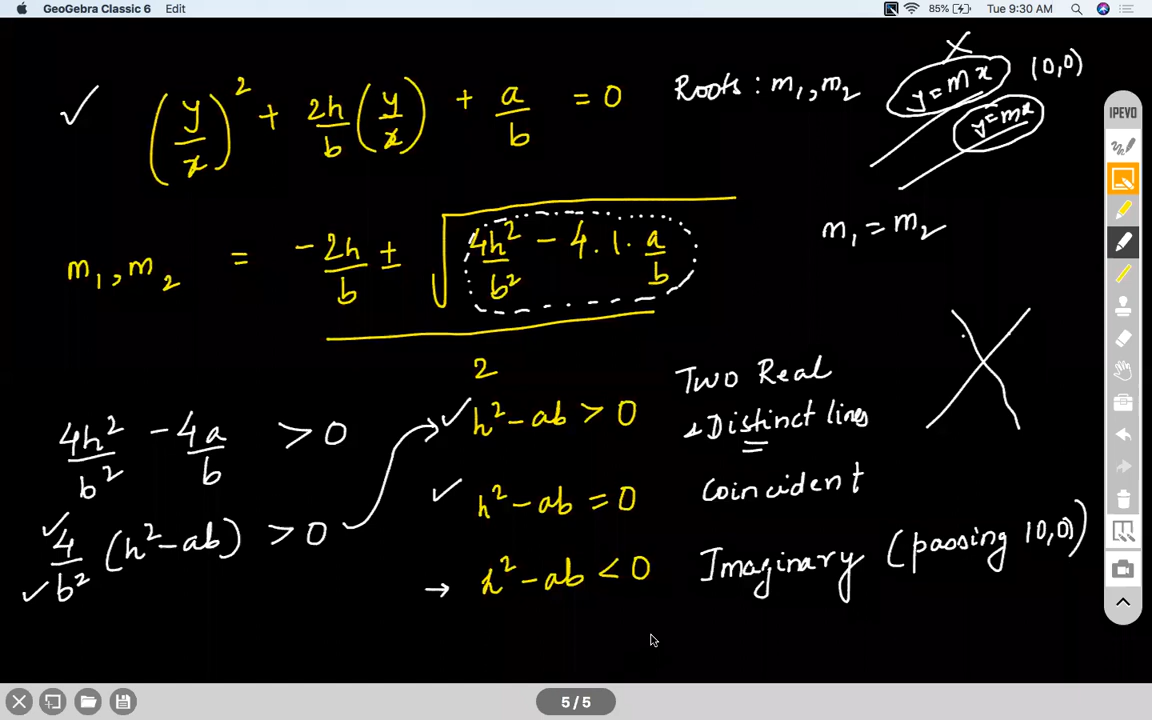 GeoGebra Classic 6 Edit 85% Tue 9:30 AM
(y/x)² + 2h/b (y/x) + a/b = 0 Roots : m₁, m₂ y = mx (0,0)
y = mx
m₁, m₂ = -2h/b ± √(4h²/b² - 4·1·a/b) / 2 m₁ = m₂
4h²/b² - 4a/b > 0 h² - ab > 0 Two Real
& Distinct lines
h² - ab = 0 Coincident
4/b² (h² - ab) > 0 h² - ab < 0 Imaginary (passing (0,0))
IPEVO
5 / 5